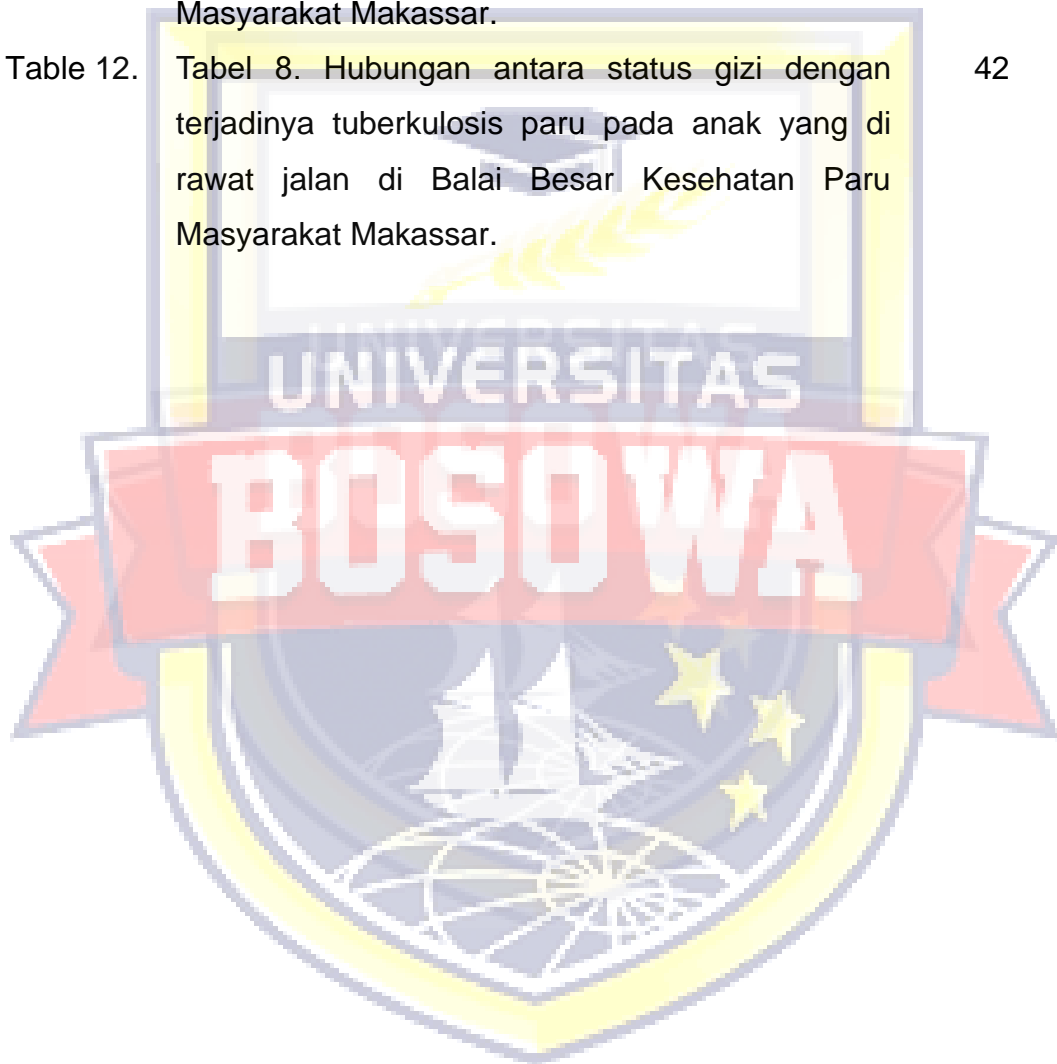 Masyarakat Makassar.
Table 12. Tabel 8. Hubungan antara status gizi dengan 42
terjadinya tuberkulosis paru pada anak yang di
rawat jalan di Balai Besar Kesehatan Paru
Masyarakat Makassar.
UNIVERSITAS
BOSOWA